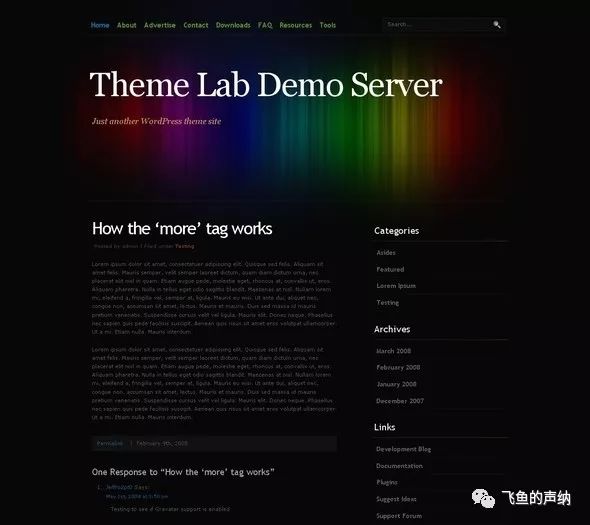 Home About Advertise Contact Downloads FAQ Resources Tools
Search...
Theme Lab Demo Server
Just another WordPress theme site
How the ‘more’ tag works
Posted by admin | Filed under Testing
Lorem ipsum dolor sit amet, consectetuer adipiscing elit. Quisque sed felis. Aliquam sit
amet felis. Mauris semper, velit semper laoreet dictum, quam diam dictum urna, nec
placerat elit nisl in quam. Etiam augue pede, molestie eget, rhoncus at, convallis ut, eros.
Aliquam pharetra. Nulla in tellus eget odio sagittis blandit. Maecenas at nisl. Nullam lorem
mi, eleifend a, fringilla vel, semper at, ligula. Mauris eu wisi. Ut ante dui, aliquet nec,
congue non, accumsan sit amet, lectus. Mauris et mauris. Duis sed massa id mauris
pretium venenatis. Suspendisse cursus velit vel ligula. Mauris elit. Donec neque. Phasellus
nec sapien quis pede facilisis suscipit. Aenean quis risus sit amet eros volutpat ullamcorper.
Ut a mi. Etiam nulla. Mauris interdum.
Lorem ipsum dolor sit amet, consectetuer adipiscing elit. Quisque sed felis. Aliquam sit
amet felis. Mauris semper, velit semper laoreet dictum, quam diam dictum urna, nec
placerat elit nisl in quam. Etiam augue pede, molestie eget, rhoncus at, convallis ut, eros.
Aliquam pharetra. Nulla in tellus eget odio sagittis blandit. Maecenas at nisl. Nullam lorem
mi, eleifend a, fringilla vel, semper at, ligula. Mauris eu wisi. Ut ante dui, aliquet nec,
congue non, accumsan sit amet, lectus. Mauris et mauris. Duis sed massa id mauris
pretium venenatis. Suspendisse cursus velit vel ligula. Mauris elit. Donec neque. Phasellus
nec sapien quis pede facilisis suscipit. Aenean quis risus sit amet eros volutpat ullamcorper.
Ut a mi. Etiam nulla. Mauris interdum.
Permalink | February 9th, 2008
One Response to “How the ‘more’ tag works”
1. Says:
May 2008 at
Testing to see if Gravatar support is enabled
Categories
Asides
Featured
Lorem Ipsum
Testing
Archives
March 2008
February 2008
January 2008
December 2007
Links
Development Blog
Documentation
Plugins
Suggest Ideas
Support Forum
飞鱼的声纳